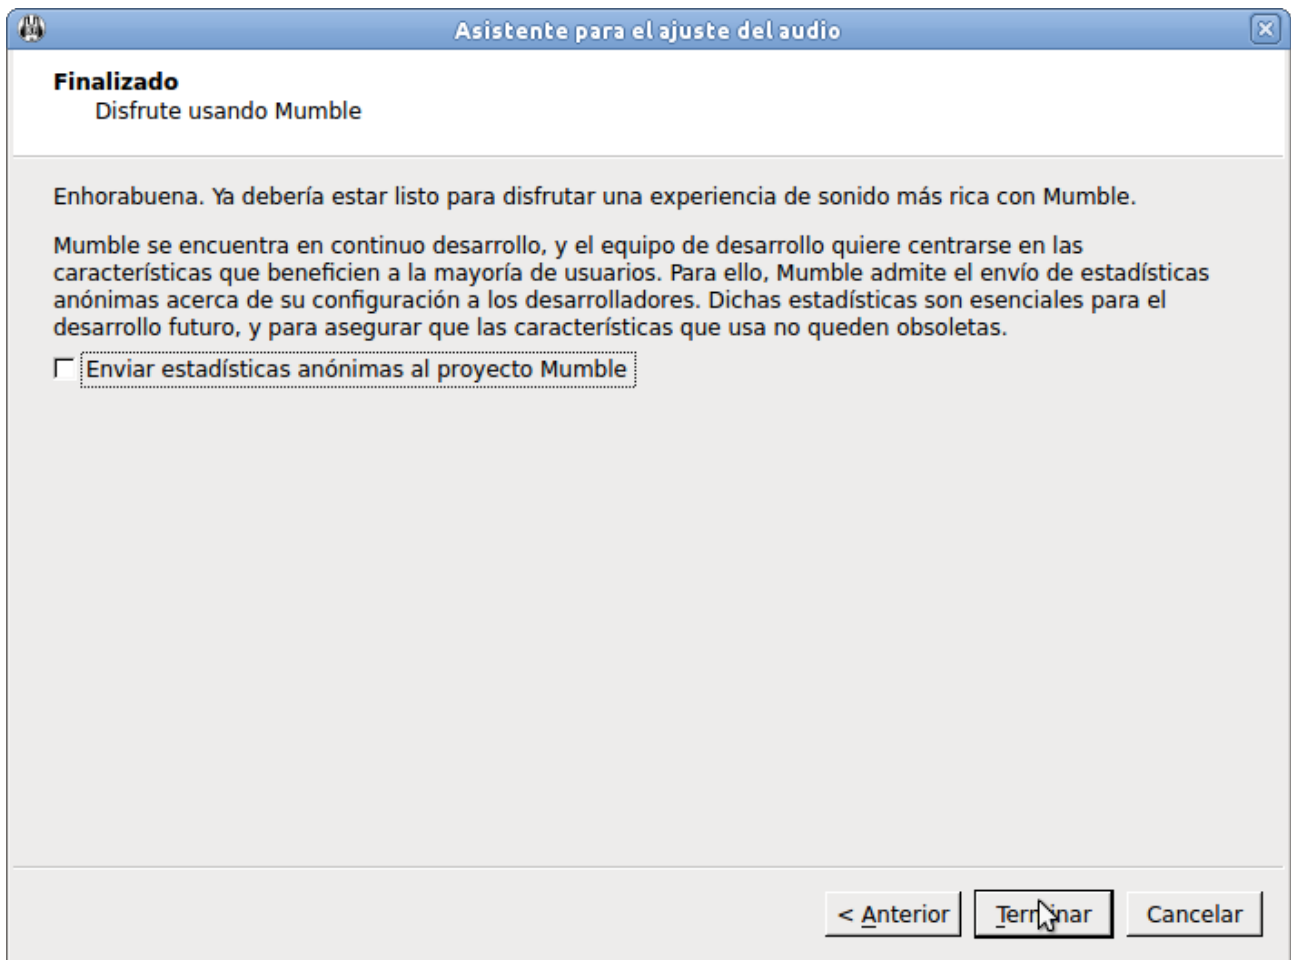 Asistente para el ajuste del audio
Finalizado
Disfrute usando Mumble
Enhorabuena. Ya debería estar listo para disfrutar una experiencia de sonido más rica con Mumble.
Mumble se encuentra en continuo desarrollo, y el equipo de desarrollo quiere centrarse en las
características que beneficien a la mayoría de usuarios. Para ello, Mumble admite el envío de estadísticas
anónimas acerca de su configuración a los desarrolladores. Dichas estadísticas son esenciales para el
desarrollo futuro, y para asegurar que las características que usa no queden obsoletas.
Enviar estadísticas anónimas al proyecto Mumble
< Anterior Terminar Cancelar